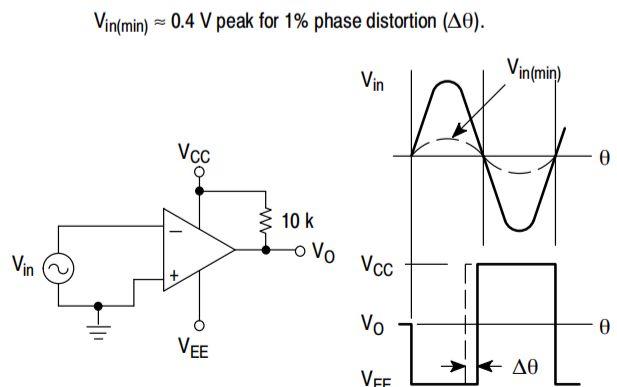 Vin(min) ≈ 0.4 V peak for 1% phase distortion (Δθ).
Vin
Vin(min)
θ
VCC
10 k
VO
Vin
−
+
VEE
VCC
VO
θ
Δθ
VEE